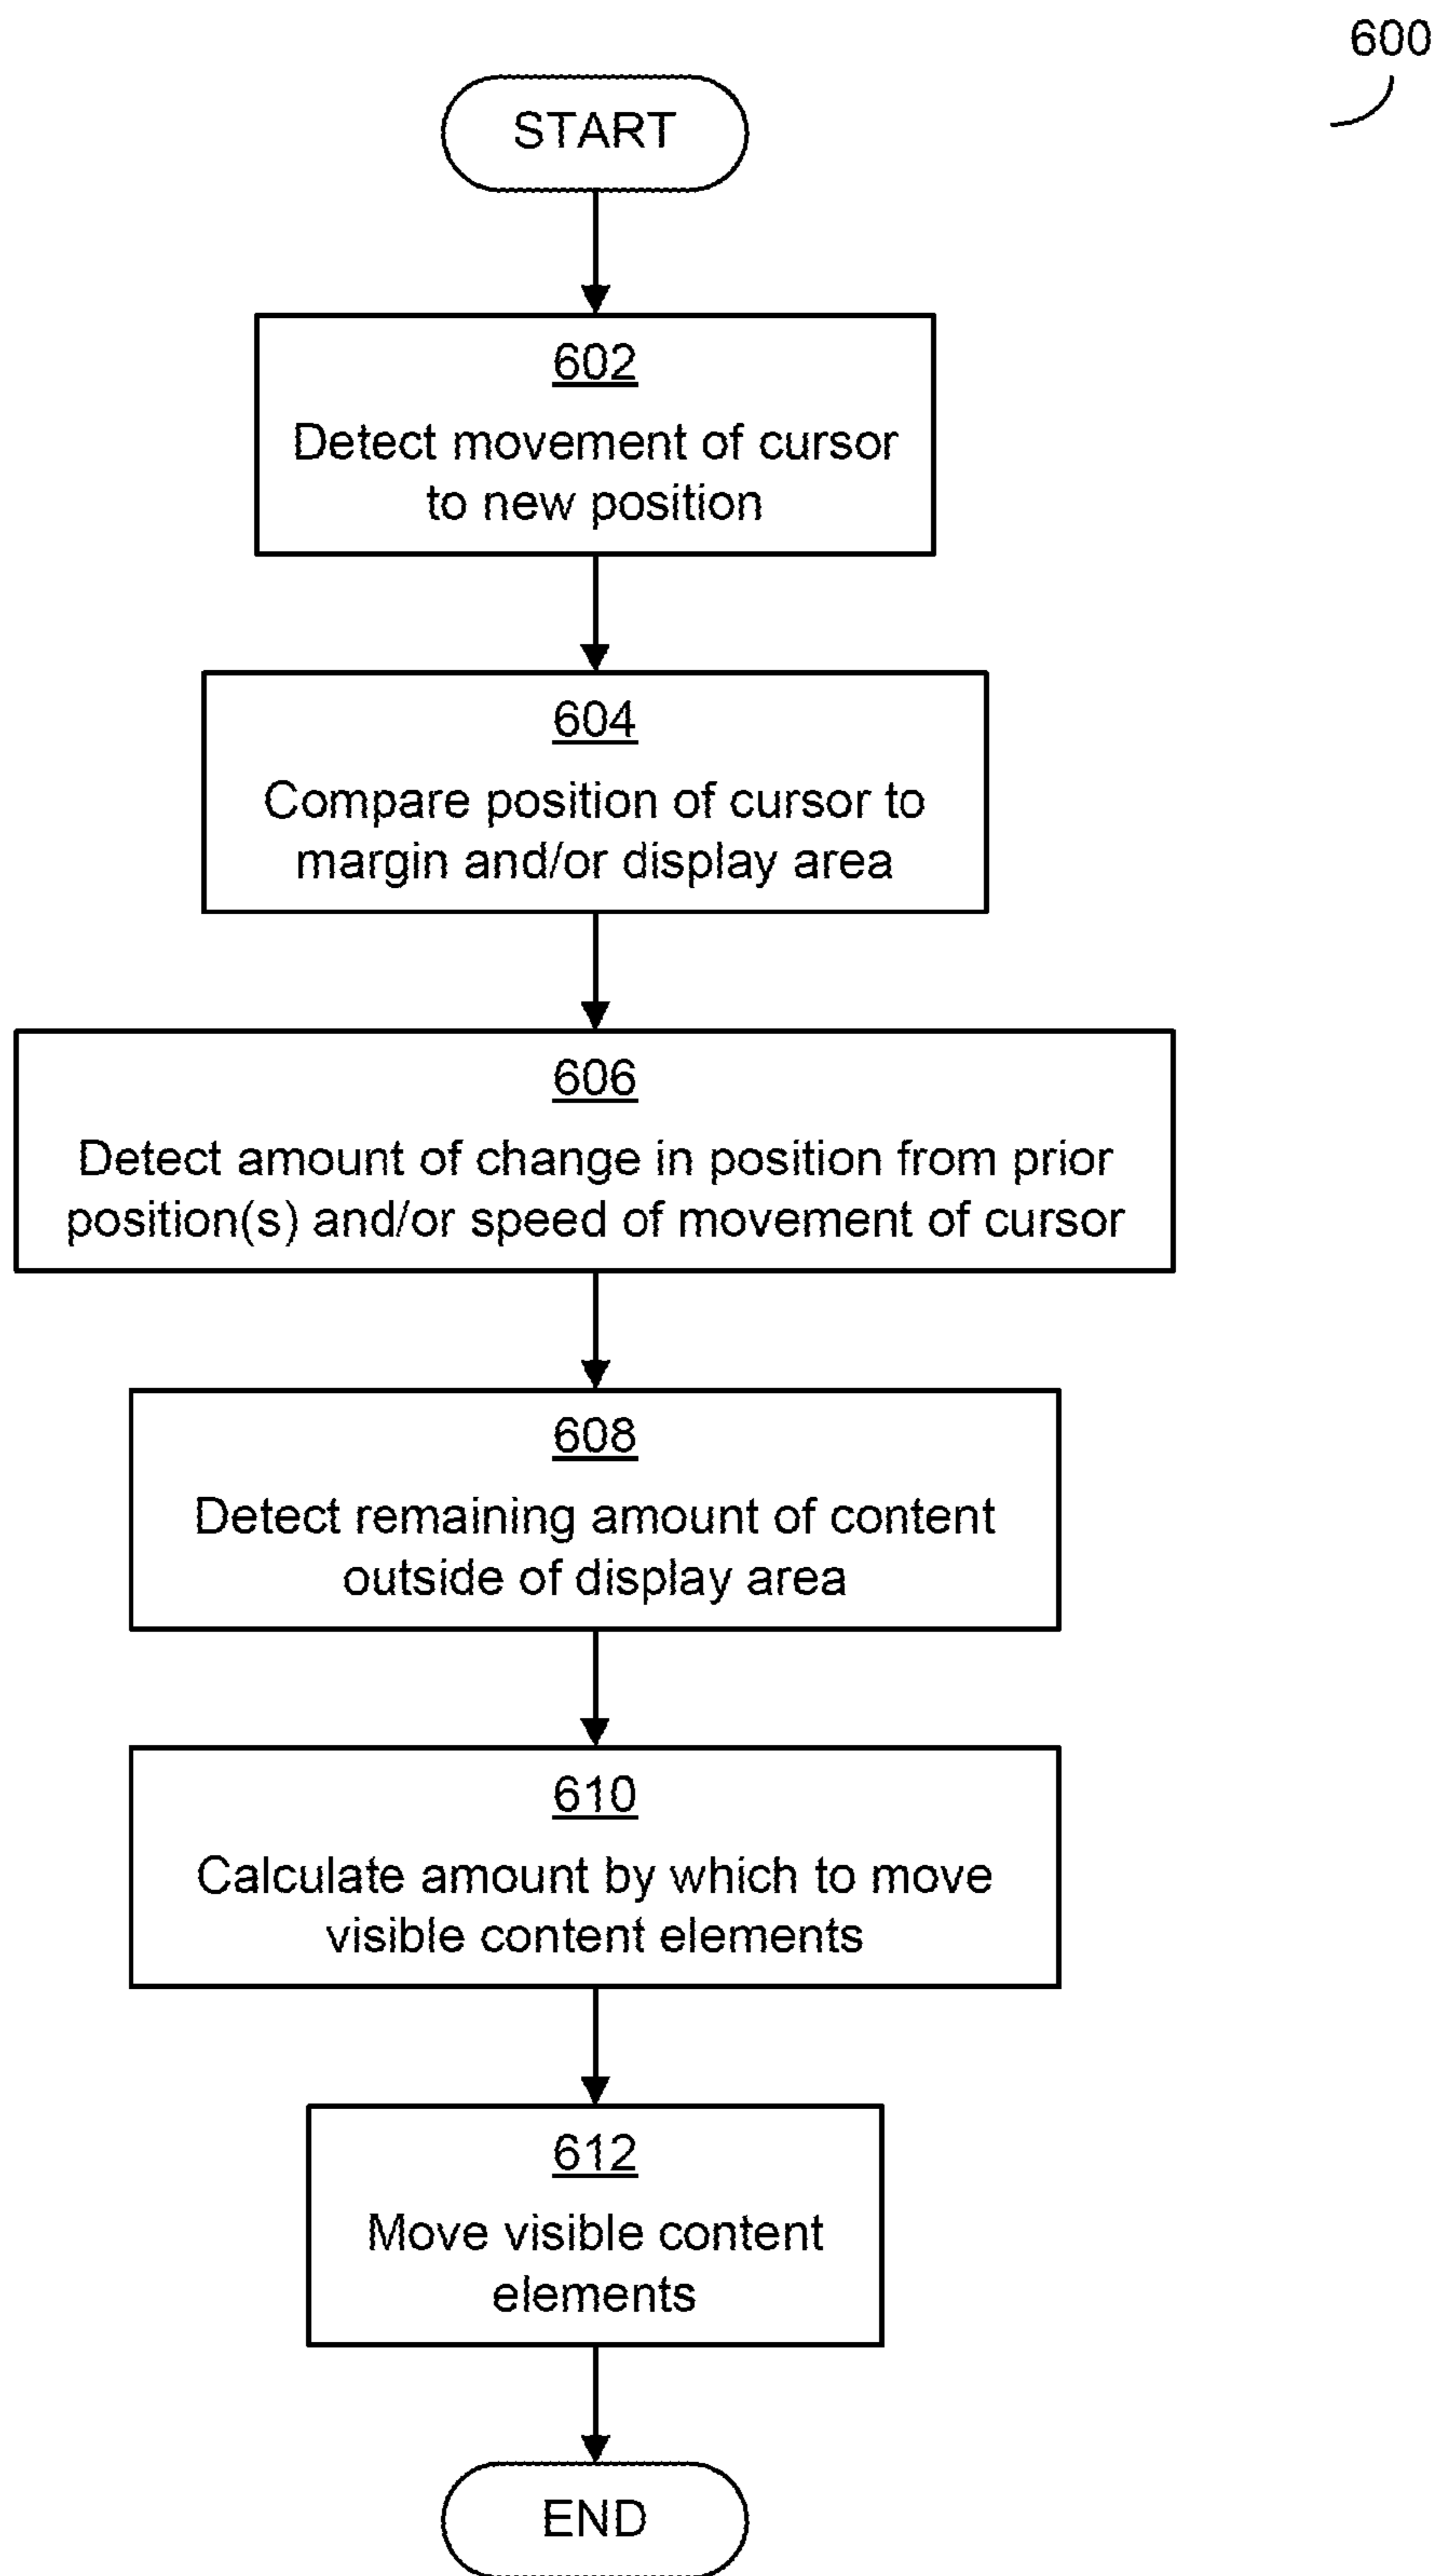 600
START
602
Detect movement of cursor
to new position
604
Compare position of cursor to
margin and/or display area
606
Detect amount of change in position from prior
position(s) and/or speed of movement of cursor
608
Detect remaining amount of content
outside of display area
610
Calculate amount by which to move
visible content elements
612
Move visible content
elements
END